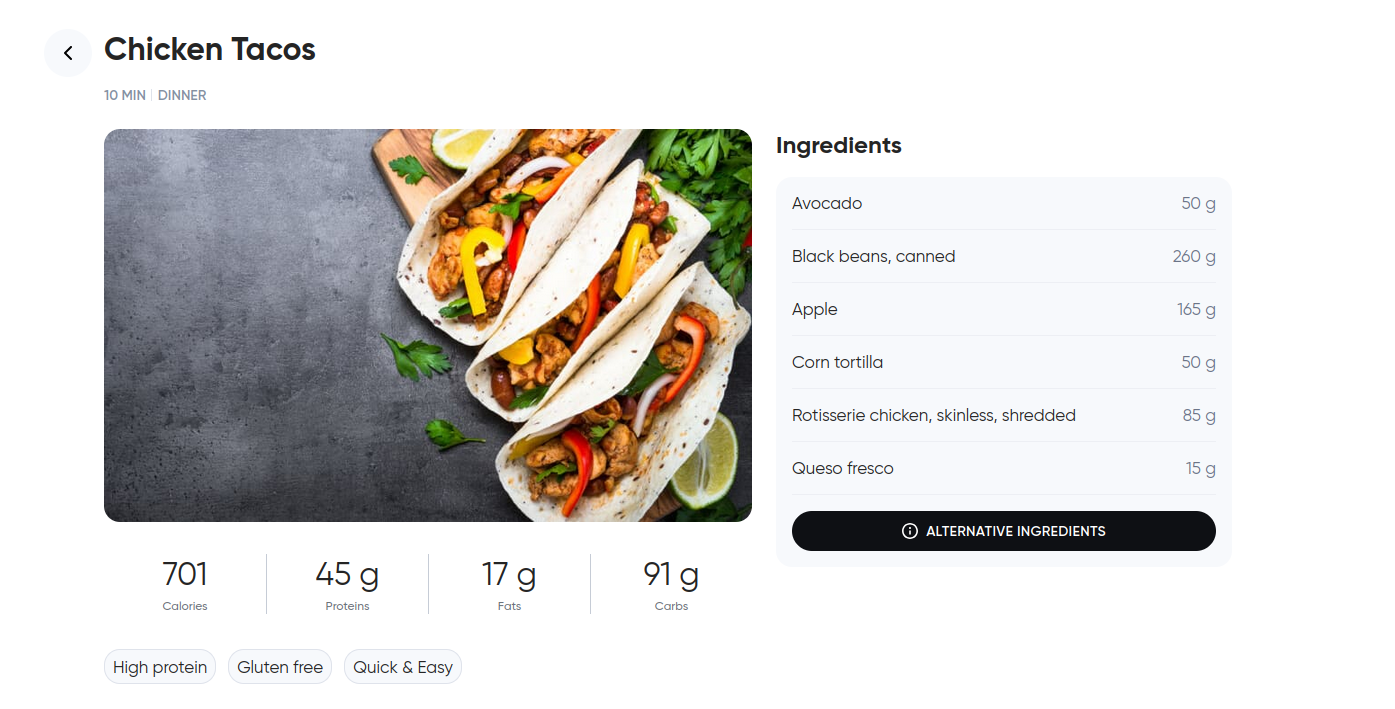 Chicken Tacos
10 MIN | DINNER
Ingredients
Avocado 50 g
Black beans, canned 260 g
Apple 165 g
Corn tortilla 50 g
Rotisserie chicken, skinless, shredded 85 g
Queso fresco 15 g
ALTERNATIVE INGREDIENTS
701 45 g 17 g 91 g
Calories Proteins Fats Carbs
High protein Gluten free Quick & Easy